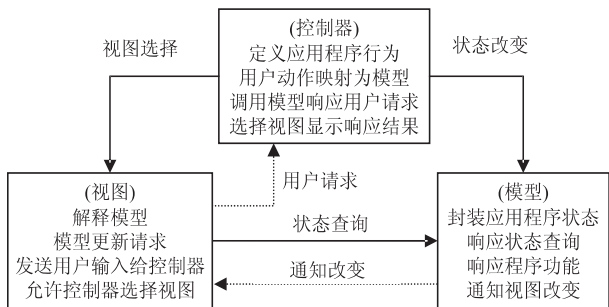 (控制器)
定义应用程序行为
用户动作映射为模型
调用模型响应用户请求
选择视图显示响应结果
视图选择
状态改变
用户请求
(视图)
解释模型
模型更新请求
发送用户输入给控制器
允许控制器选择视图
状态查询
通知改变
(模型)
封装应用程序状态
响应状态查询
响应程序功能
通知视图改变